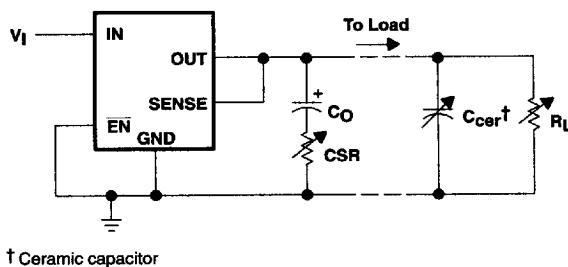 To Load
VI
IN
OUT
SENSE
EN
GND
+
CO
CSR
Ccer†
RL
† Ceramic capacitor